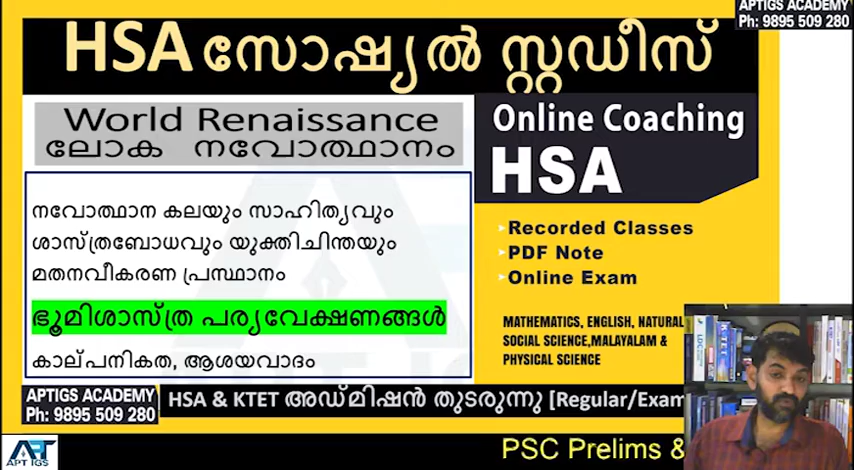 APTIGS ACADEMY
Ph: 9895 509 280
HSA സോഷ്യൽ സ്റ്റഡീസ്
World Renaissance
ലോക നവോത്ഥാനം
Online Coaching
HSA
നവോത്ഥാന കലയും സാഹിത്യവും
ശാസ്ത്രബോധവും യുക്തിചിന്തയും
മതനവീകരണ പ്രസ്ഥാനം
ഭൂമിശാസ്ത്ര പര്യവേക്ഷണങ്ങൾ
കാല്പനികത, ആശയവാദം
Recorded Classes
PDF Note
Online Exam
MATHEMATICS, ENGLISH, NATURAL
SOCIAL SCIENCE,MALAYALAM &
PHYSICAL SCIENCE
APTIGS ACADEMY
Ph: 9895 509 280
HSA & KTET അഡ്മിഷൻ തുടരുന്നു [Regular/Exam
APT IGS
PSC Prelims &